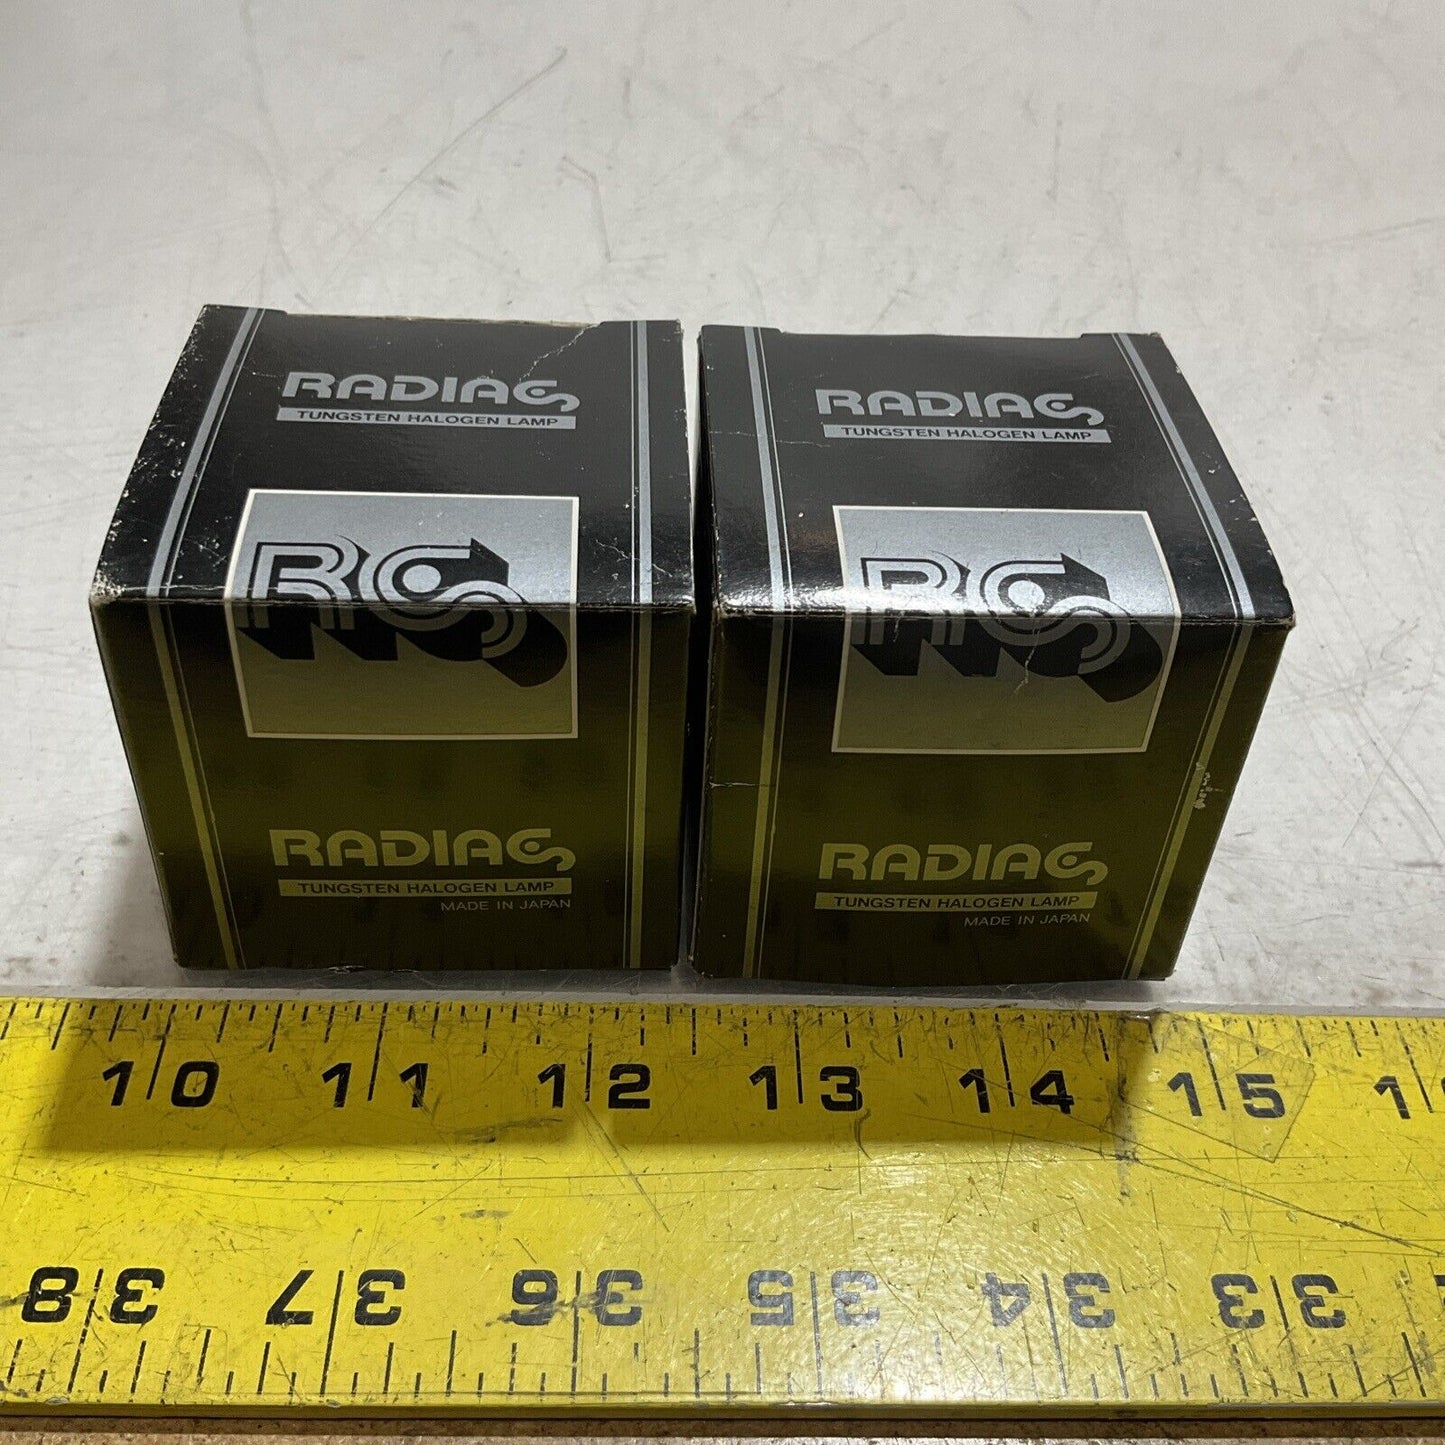 RADIAC
TUNGSTEN HALOGEN LAMP
RC
RADIAC
TUNGSTEN HALOGEN LAMP
MADE IN JAPAN
RADIAC
TUNGSTEN HALOGEN LAMP
RC
RADIAC
TUNGSTEN HALOGEN LAMP
MADE IN JAPAN
10 11 12 13 14 15
38 37 36 35 34 33